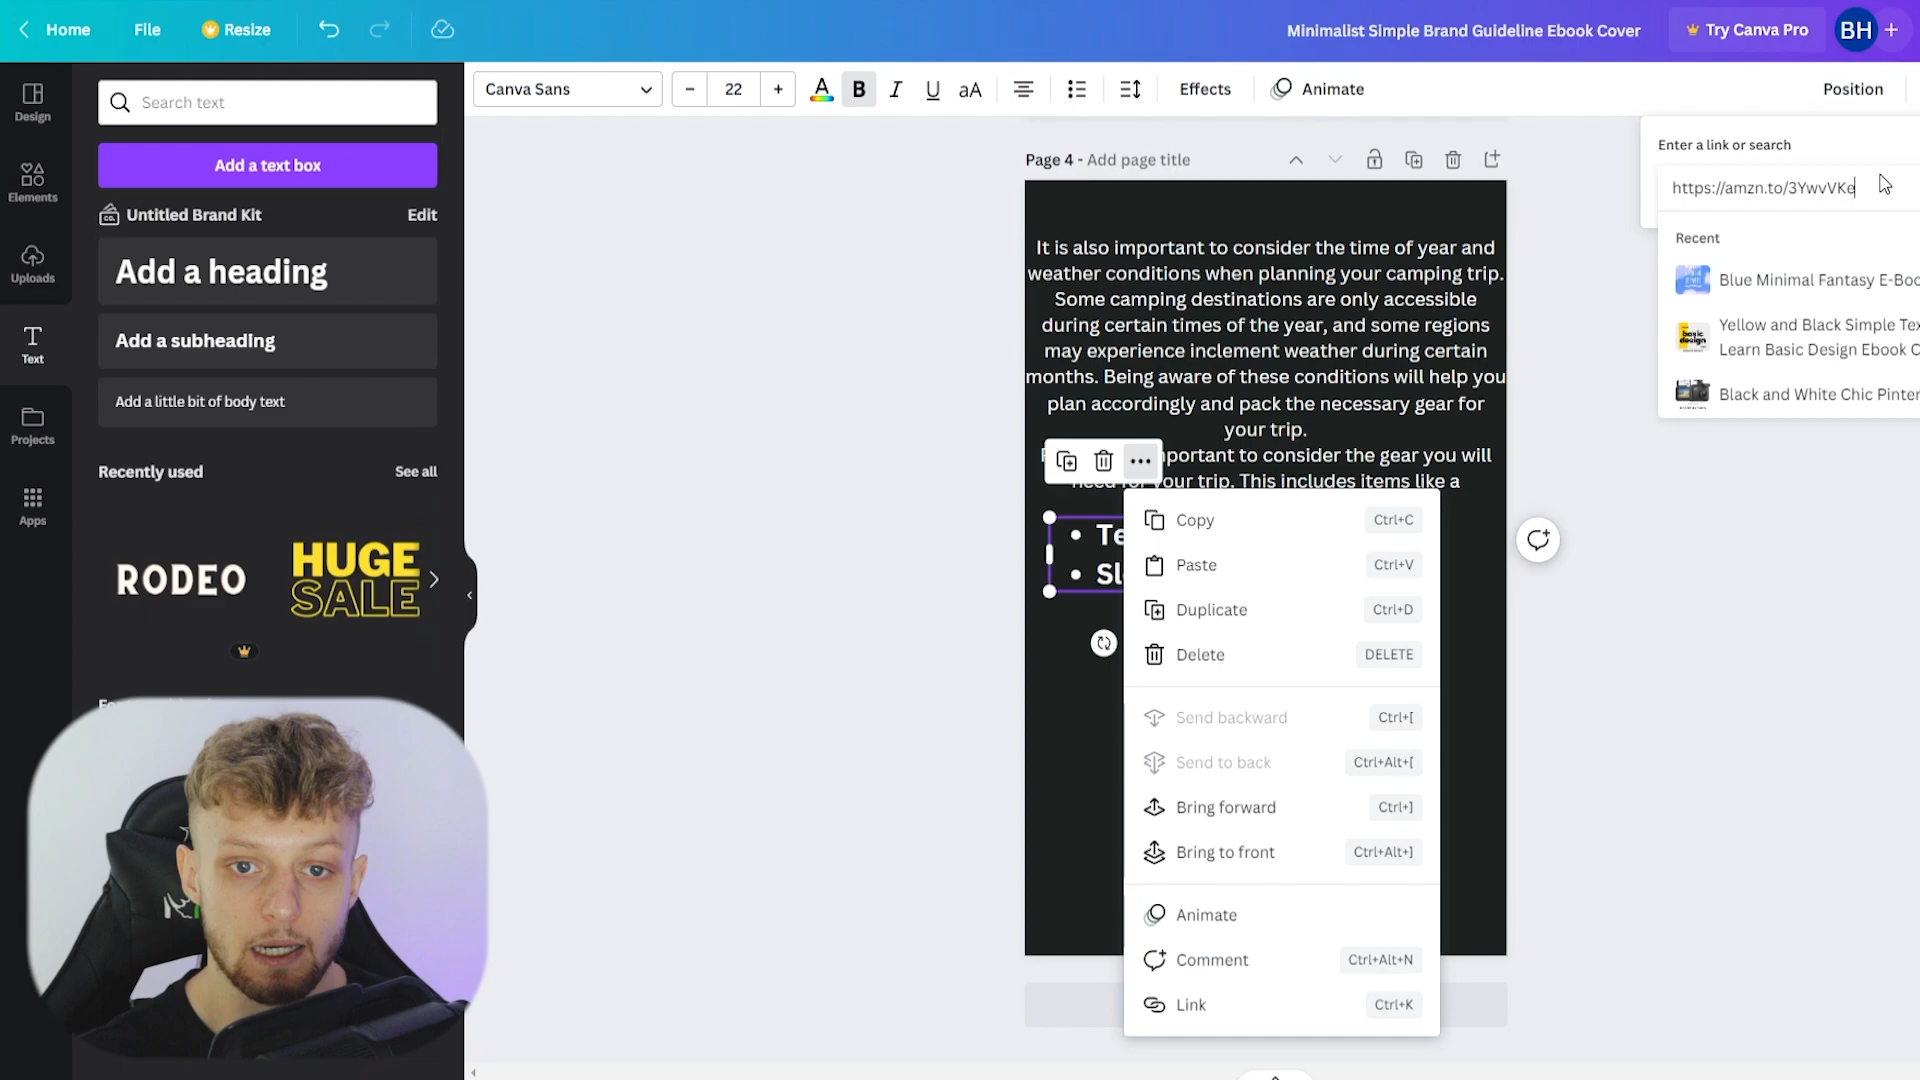 Home
File
Resize
Minimalist Simple Brand Guideline Ebook Cover
Try Canva Pro
BH
Design
Elements
Uploads
Text
Projects
Apps
Search text
Add a text box
Untitled Brand Kit
Edit
Add a heading
Add a subheading
Add a little bit of body text
Recently used
See all
RODEO
HUGE
SALE
Canva Sans
22
A
B
I
U
aA
Effects
Animate
Position
Page 4 - Add page title
It is also important to consider the time of year and
weather conditions when planning your camping trip.
Some camping destinations are only accessible
during certain times of the year, and some regions
may experience inclement weather during certain
months. Being aware of these conditions will help you
plan accordingly and pack the necessary gear for
your trip.
important to consider the gear you will
need for your trip. This includes items like a
Te
Sl
Copy Ctrl+C
Paste Ctrl+V
Duplicate Ctrl+D
Delete DELETE
Send backward Ctrl+[
Send to back Ctrl+Alt+[
Bring forward Ctrl+]
Bring to front Ctrl+Alt+]
Animate
Comment Ctrl+Alt+N
Link Ctrl+K
Enter a link or search
https://amzn.to/3YwvVKe
Recent
Blue Minimal Fantasy E-Boo
Yellow and Black Simple Tex
Learn Basic Design Ebook C
Black and White Chic Pinter
basic
design